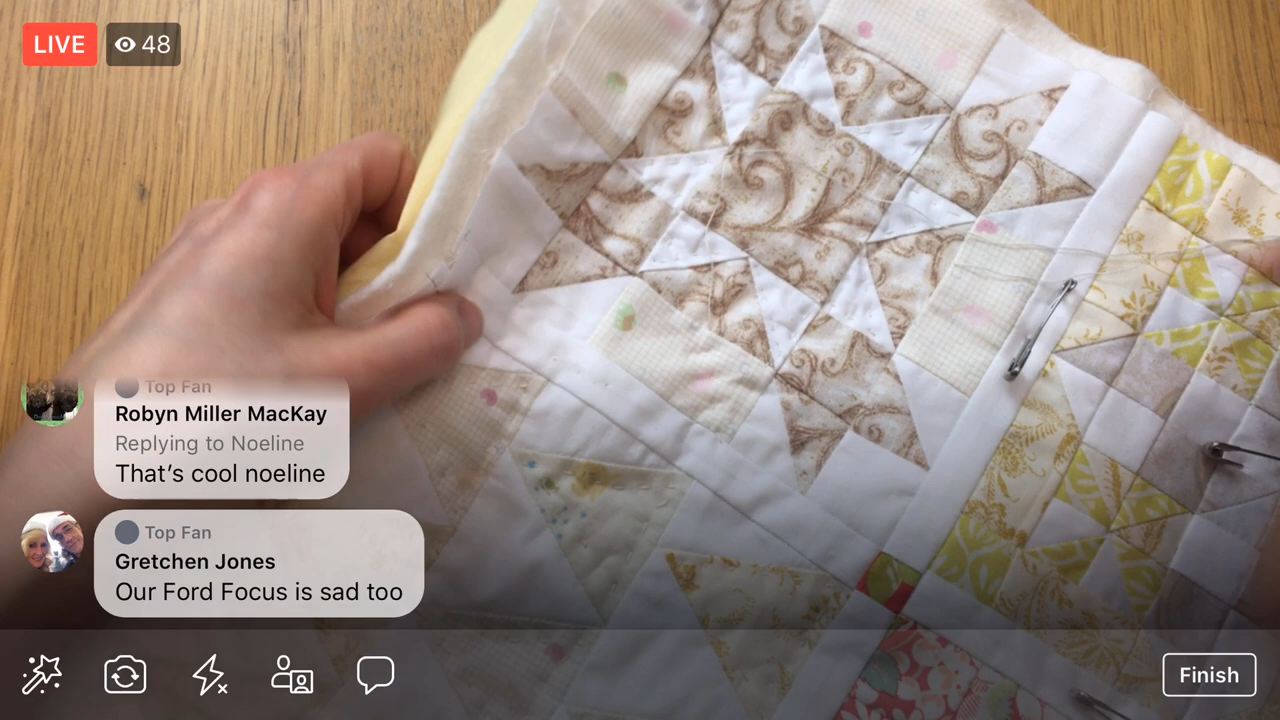 LIVE 48
Top Fan
Robyn Miller MacKay
Replying to Noeline
That's cool noeline
Top Fan
Gretchen Jones
Our Ford Focus is sad too
Finish